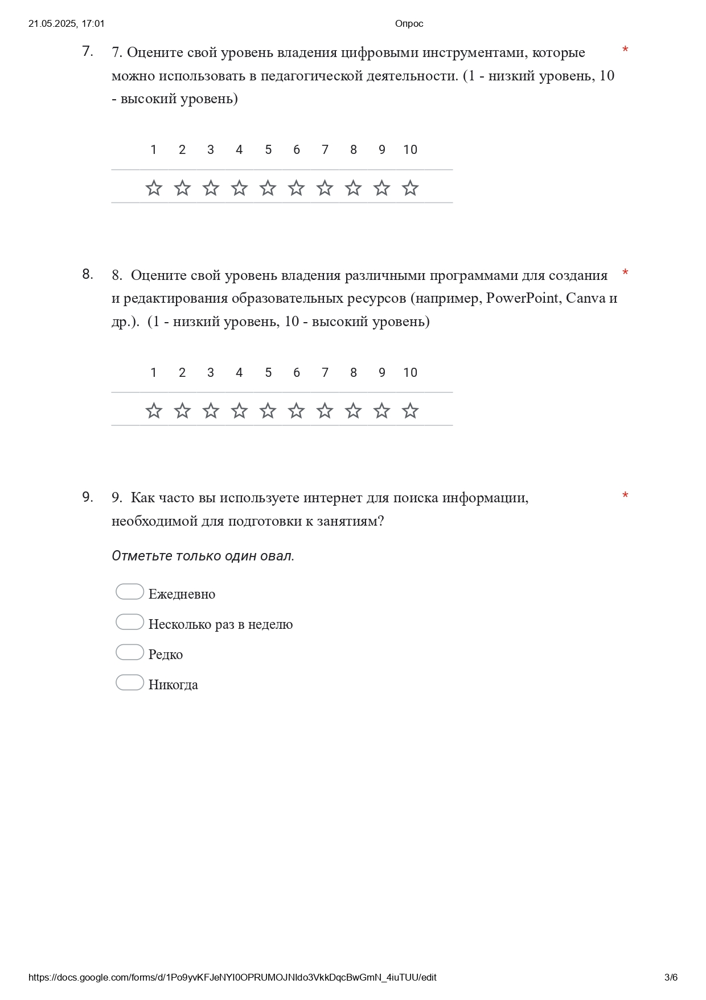 21.05.2025, 17:01 Опрос
7. 7. Оцените свой уровень владения цифровыми инструментами, которые *
можно использовать в педагогической деятельности. (1 - низкий уровень, 10
- высокий уровень)
1 2 3 4 5 6 7 8 9 10
8. 8. Оцените свой уровень владения различными программами для создания *
и редактирования образовательных ресурсов (например, PowerPoint, Canva и
др.). (1 - низкий уровень, 10 - высокий уровень)
1 2 3 4 5 6 7 8 9 10
9. 9. Как часто вы используете интернет для поиска информации, *
необходимой для подготовки к занятиям?
Отметьте только один овал.
Ежедневно
Несколько раз в неделю
Редко
Никогда
https://docs.google.com/forms/d/1Po9yvKFJeNYI0OPRUMOJNIdo3VkkDqcBwGmN_4iuTUU/edit 3/6